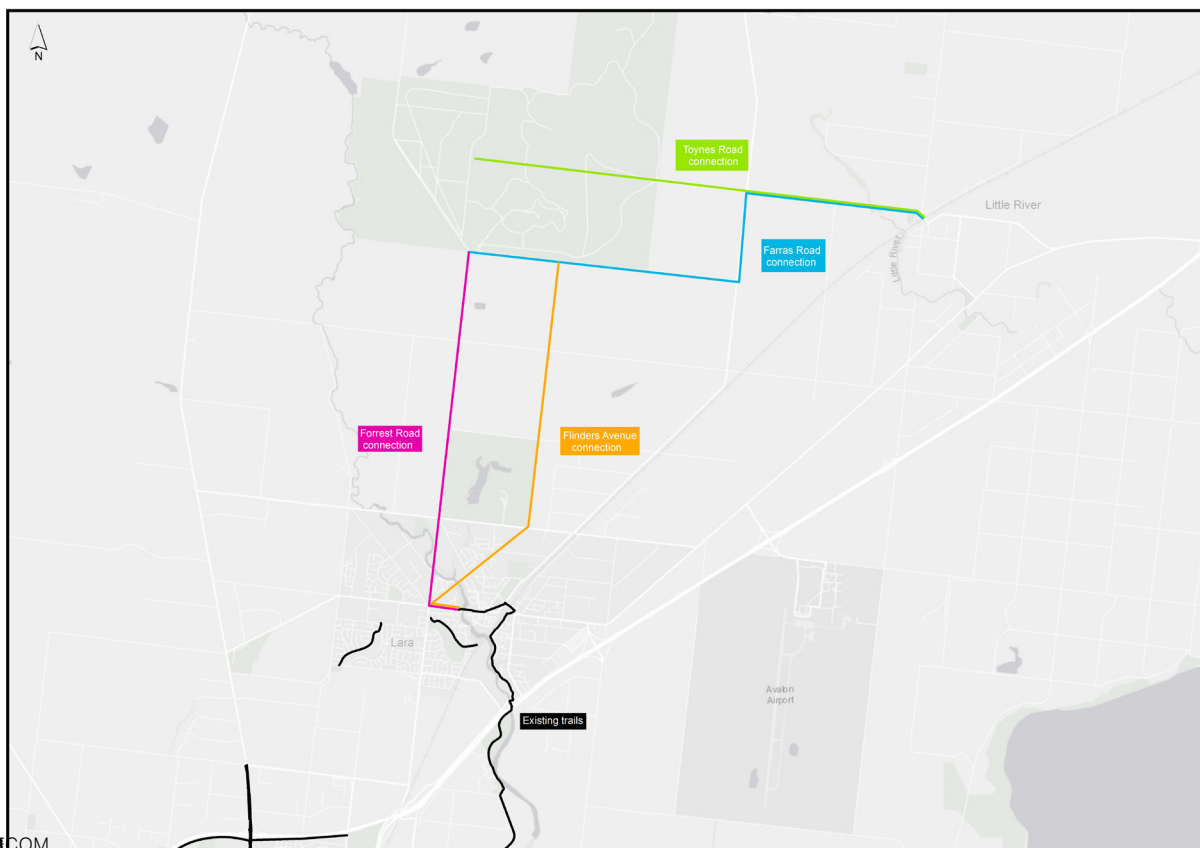 N
Toynes Road
connection
Little River
Farras Road
connection
Little River
Forrest Road
connection
Flinders Avenue
connection
Lara
Avalon
Airport
Existing trails
COM